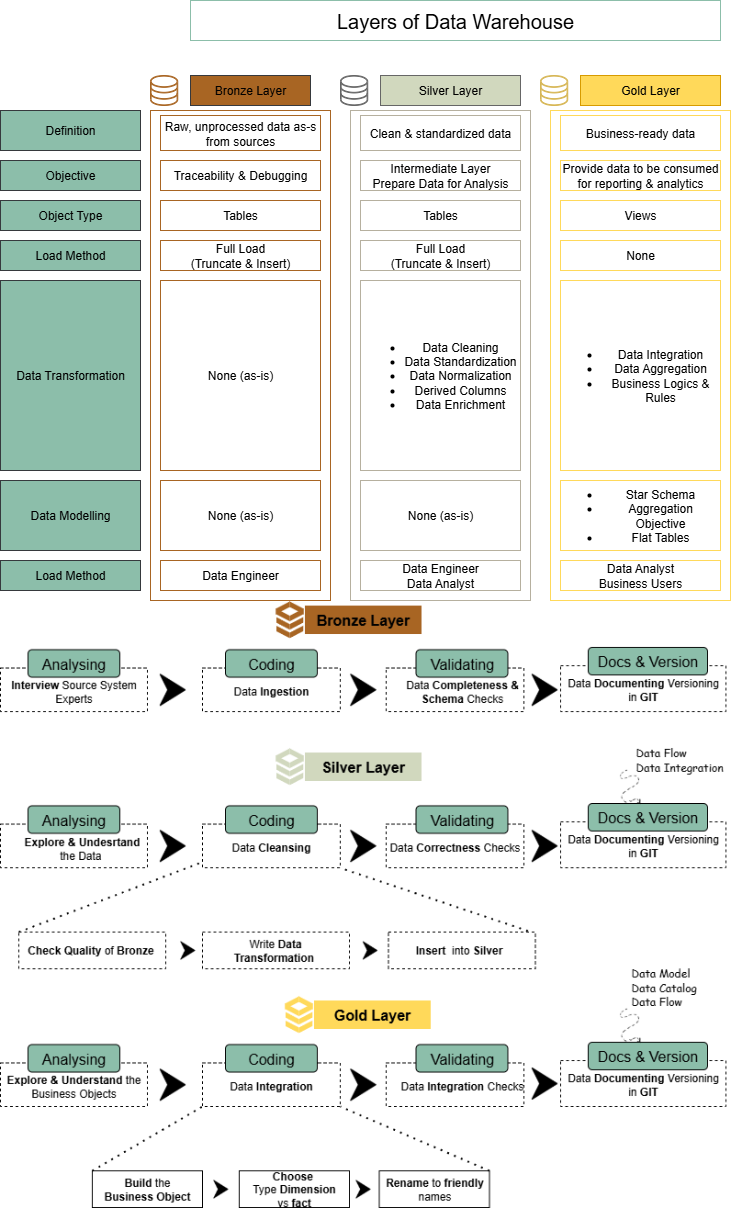 Layers of Data Warehouse
Bronze Layer
Silver Layer
Gold Layer
Definition
Raw, unprocessed data as-s
from sources
Clean & standardized data
Business-ready data
Objective
Traceability & Debugging
Intermediate Layer
Prepare Data for Analysis
Provide data to be consumed
for reporting & analytics
Object Type
Tables
Tables
Views
Load Method
Full Load
(Truncate & Insert)
Full Load
(Truncate & Insert)
None
Data Transformation
None (as-is)
• Data Cleaning
• Data Standardization
• Data Normalization
• Derived Columns
• Data Enrichment
• Data Integration
• Data Aggregation
• Business Logics &
Rules
Data Modelling
None (as-is)
None (as-is)
• Star Schema
• Aggregation
Objective
• Flat Tables
Load Method
Data Engineer
Data Engineer
Data Analyst
Data Analyst
Business Users
Bronze Layer
Analysing
Interview Source System
Experts
Coding
Data Ingestion
Validating
Data Completeness &
Schema Checks
Docs & Version
Data Documenting Versioning
in GIT
Silver Layer
Data Flow
Data Integration
Analysing
Explore & Undesrtand
the Data
Coding
Data Cleansing
Validating
Data Correctness Checks
Docs & Version
Data Documenting Versioning
in GIT
Check Quality of Bronze
Write Data
Transformation
Insert into Silver
Gold Layer
Data Model
Data Catalog
Data Flow
Analysing
Explore & Understand the
Business Objects
Coding
Data Integration
Validating
Data Integration Checks
Docs & Version
Data Documenting Versioning
in GIT
Build the
Business Object
Choose
Type Dimension
vs fact
Rename to friendly
names